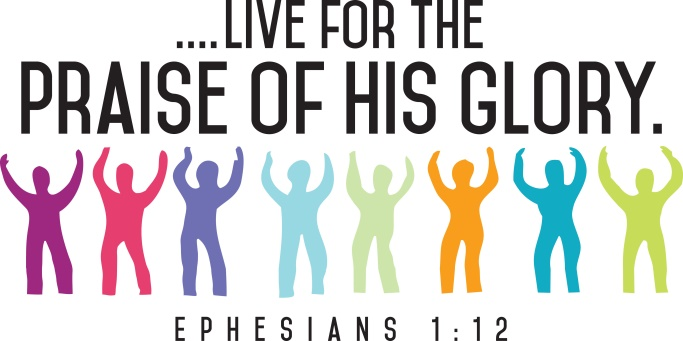 ....LIVE FOR THE
PRAISE OF HIS GLORY.
EPHESIANS 1:12